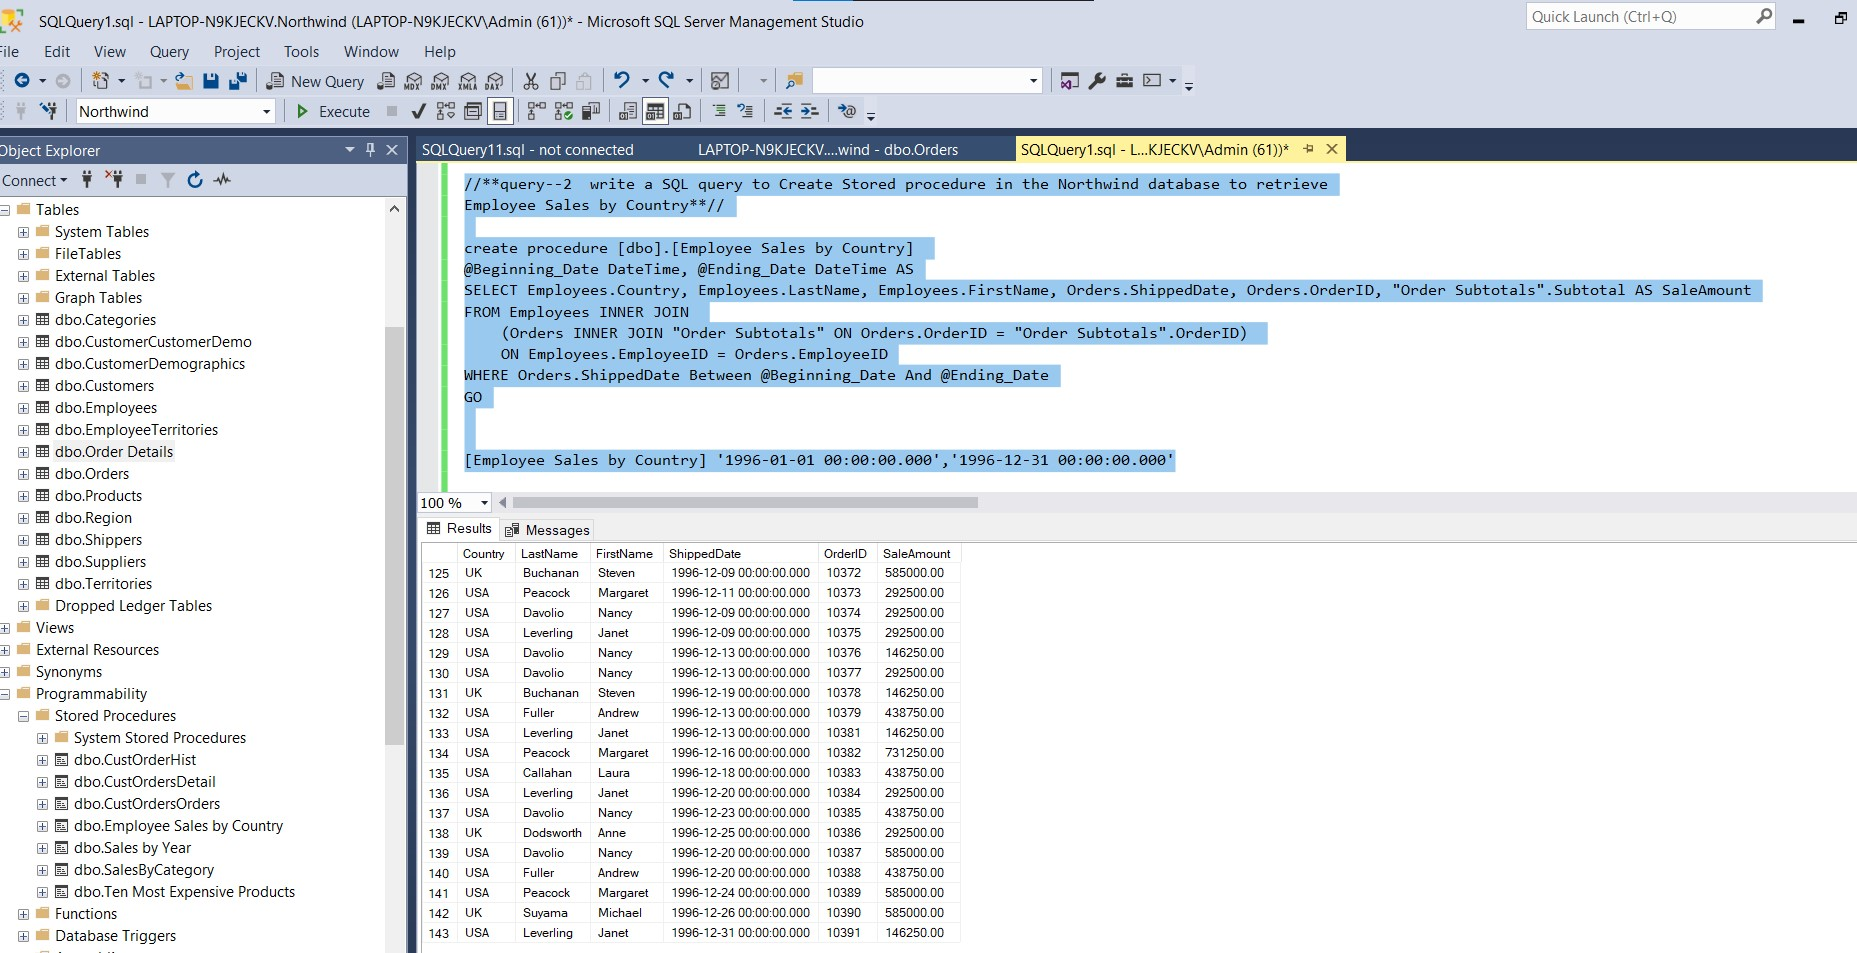 SQLQuery1.sql - LAPTOP-N9KJECKV.Northwind (LAPTOP-N9KJECKV\Admin (61))* - Microsoft SQL Server Management Studio
Quick Launch (Ctrl+Q)
File Edit View Query Project Tools Window Help
New Query MDX DMX XMLA DAX
Northwind Execute
Object Explorer
Connect
Tables
System Tables
FileTables
External Tables
Graph Tables
dbo.Categories
dbo.CustomerCustomerDemo
dbo.CustomerDemographics
dbo.Customers
dbo.Employees
dbo.EmployeeTerritories
dbo.Order Details
dbo.Orders
dbo.Products
dbo.Region
dbo.Shippers
dbo.Suppliers
dbo.Territories
Dropped Ledger Tables
Views
External Resources
Synonyms
Programmability
Stored Procedures
System Stored Procedures
dbo.CustOrderHist
dbo.CustOrdersDetail
dbo.CustOrdersOrders
dbo.Employee Sales by Country
dbo.Sales by Year
dbo.SalesByCategory
dbo.Ten Most Expensive Products
Functions
Database Triggers
SQLQuery11.sql - not connected LAPTOP-N9KJECKV....wind - dbo.Orders SQLQuery1.sql - L...KJECKV\Admin (61))*
//**query--2  write a SQL query to Create Stored procedure in the Northwind database to retrieve
Employee Sales by Country**//
create procedure [dbo].[Employee Sales by Country]
@Beginning_Date DateTime, @Ending_Date DateTime AS
SELECT Employees.Country, Employees.LastName, Employees.FirstName, Orders.ShippedDate, Orders.OrderID, "Order Subtotals".Subtotal AS SaleAmount
FROM Employees INNER JOIN
(Orders INNER JOIN "Order Subtotals" ON Orders.OrderID = "Order Subtotals".OrderID)
ON Employees.EmployeeID = Orders.EmployeeID
WHERE Orders.ShippedDate Between @Beginning_Date And @Ending_Date
GO
[Employee Sales by Country] '1996-01-01 00:00:00.000','1996-12-31 00:00:00.000'
100 %
Results Messages
Country LastName FirstName ShippedDate OrderID SaleAmount
125 UK Buchanan Steven 1996-12-09 00:00:00.000 10372 585000.00
126 USA Peacock Margaret 1996-12-11 00:00:00.000 10373 292500.00
127 USA Davolio Nancy 1996-12-09 00:00:00.000 10374 292500.00
128 USA Leverling Janet 1996-12-09 00:00:00.000 10375 292500.00
129 USA Davolio Nancy 1996-12-13 00:00:00.000 10376 146250.00
130 USA Davolio Nancy 1996-12-13 00:00:00.000 10377 292500.00
131 UK Buchanan Steven 1996-12-19 00:00:00.000 10378 146250.00
132 USA Fuller Andrew 1996-12-13 00:00:00.000 10379 438750.00
133 USA Leverling Janet 1996-12-13 00:00:00.000 10381 146250.00
134 USA Peacock Margaret 1996-12-16 00:00:00.000 10382 731250.00
135 USA Callahan Laura 1996-12-18 00:00:00.000 10383 438750.00
136 USA Leverling Janet 1996-12-20 00:00:00.000 10384 292500.00
137 USA Davolio Nancy 1996-12-23 00:00:00.000 10385 438750.00
138 UK Dodsworth Anne 1996-12-25 00:00:00.000 10386 292500.00
139 USA Davolio Nancy 1996-12-20 00:00:00.000 10387 585000.00
140 USA Fuller Andrew 1996-12-20 00:00:00.000 10388 438750.00
141 USA Peacock Margaret 1996-12-24 00:00:00.000 10389 585000.00
142 UK Suyama Michael 1996-12-26 00:00:00.000 10390 585000.00
143 USA Leverling Janet 1996-12-31 00:00:00.000 10391 146250.00